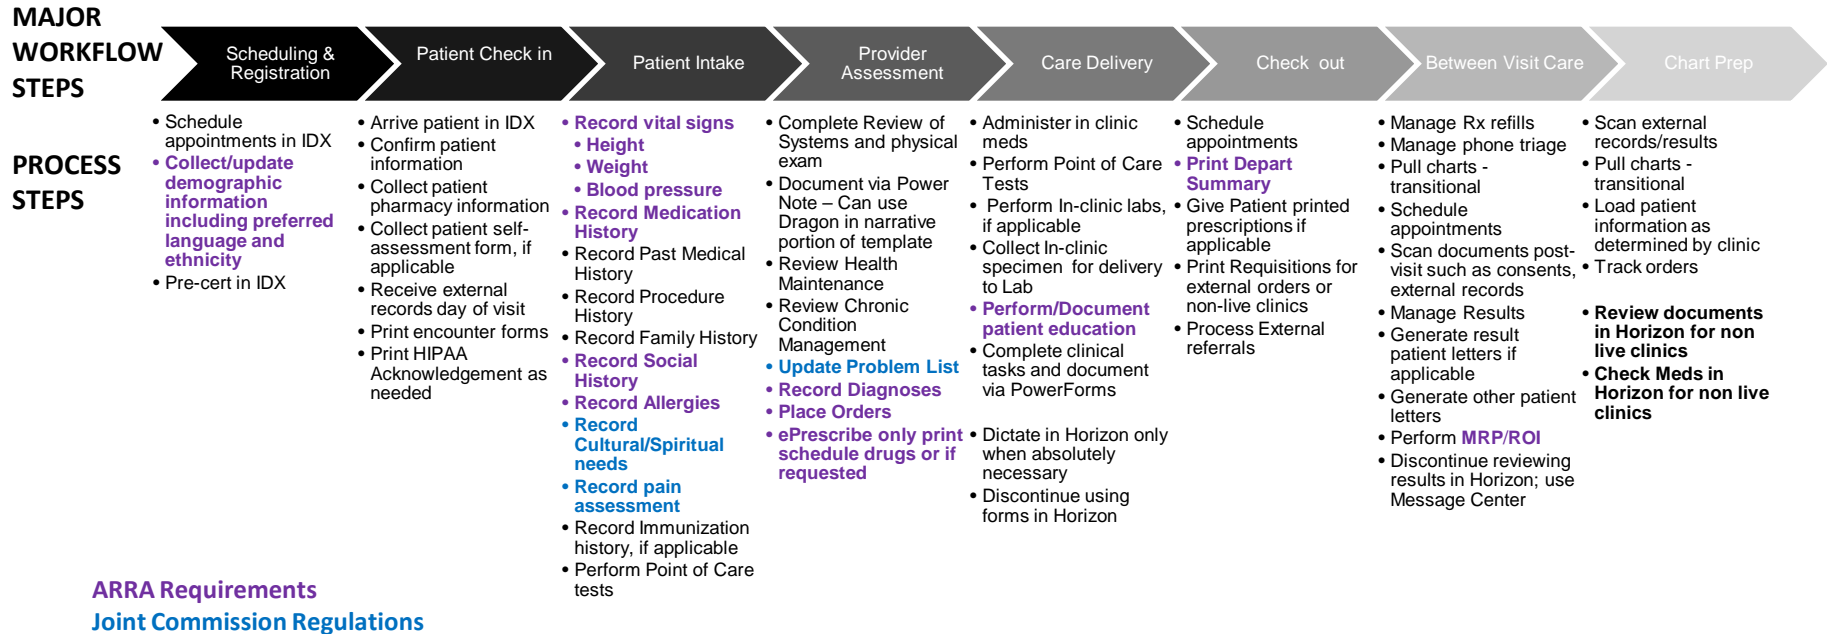 MAJOR
WORKFLOW
STEPS
Scheduling &
Registration
Patient Check in
Patient Intake
Provider
Assessment
Care Delivery
Check out
Between Visit Care
Chart Prep
PROCESS
STEPS
• Schedule
appointments in IDX
• Collect/update
demographic
information
including preferred
language and
ethnicity
• Pre-cert in IDX
• Arrive patient in IDX
• Confirm patient
information
• Collect patient
pharmacy information
• Collect patient self-
assessment form, if
applicable
• Receive external
records day of visit
• Print encounter forms
• Print HIPAA
Acknowledgement as
needed
• Record vital signs
• Height
• Weight
• Blood pressure
• Record Medication
History
• Record Past Medical
History
• Record Procedure
History
• Record Family History
• Record Social
History
• Record Allergies
• Record
Cultural/Spiritual
needs
• Record pain
assessment
• Record Immunization
history, if applicable
• Perform Point of Care
tests
• Complete Review of
Systems and physical
exam
• Document via Power
Note – Can use
Dragon in narrative
portion of template
• Review Health
Maintenance
• Review Chronic
Condition
Management
• Update Problem List
• Record Diagnoses
• Place Orders
• ePrescribe only print
schedule drugs or if
requested
• Administer in clinic
meds
• Perform Point of Care
Tests
• Perform In-clinic labs,
if applicable
• Collect In-clinic
specimen for delivery
to Lab
• Perform/Document
patient education
• Complete clinical
tasks and document
via PowerForms
• Dictate in Horizon only
when absolutely
necessary
• Discontinue using
forms in Horizon
• Schedule
appointments
• Print Depart
Summary
• Give Patient printed
prescriptions if
applicable
• Print Requisitions for
external orders or
non-live clinics
• Process External
referrals
• Manage Rx refills
• Manage phone triage
• Pull charts -
transitional
• Schedule
appointments
• Scan documents post-
visit such as consents,
external records
• Manage Results
• Generate result
patient letters if
applicable
• Generate other patient
letters
• Perform MRP/ROI
• Discontinue reviewing
results in Horizon; use
Message Center
• Scan external
records/results
• Pull charts -
transitional
• Load patient
information as
determined by clinic
• Track orders
• Review documents
in Horizon for non
live clinics
• Check Meds in
Horizon for non live
clinics
ARRA Requirements
Joint Commission Regulations